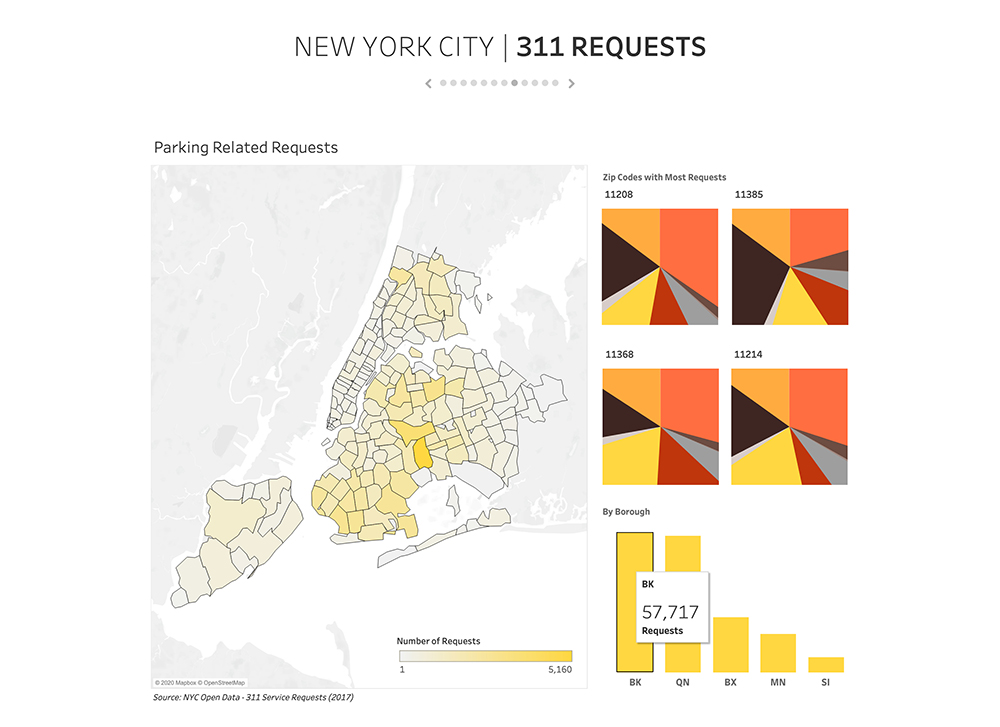 NEW YORK CITY | 311 REQUESTS
Parking Related Requests
Zip Codes with Most Requests
11208
11385
11368
11214
By Borough
BK
57,717
Requests
BK
QN
BX
MN
SI
Number of Requests
1
5,160
© 2020 Mapbox © OpenStreetMap
Source: NYC Open Data - 311 Service Requests (2017)